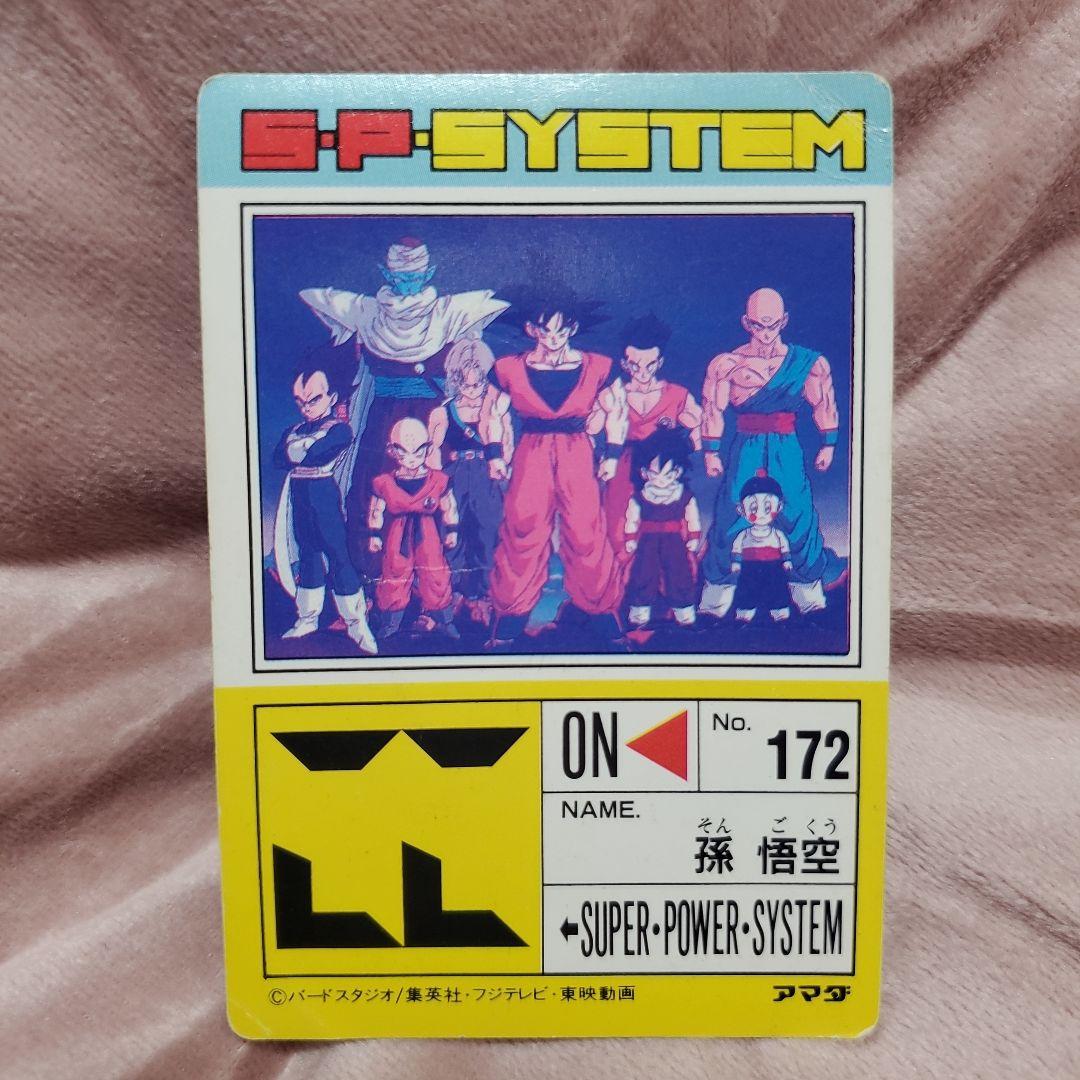 S·P·SYSTEM
ON
No. 172
NAME.
そん ご くう
孫 悟空
←SUPER·POWER·SYSTEM
©バードスタジオ/集英社・フジテレビ・東映動画
アマダ